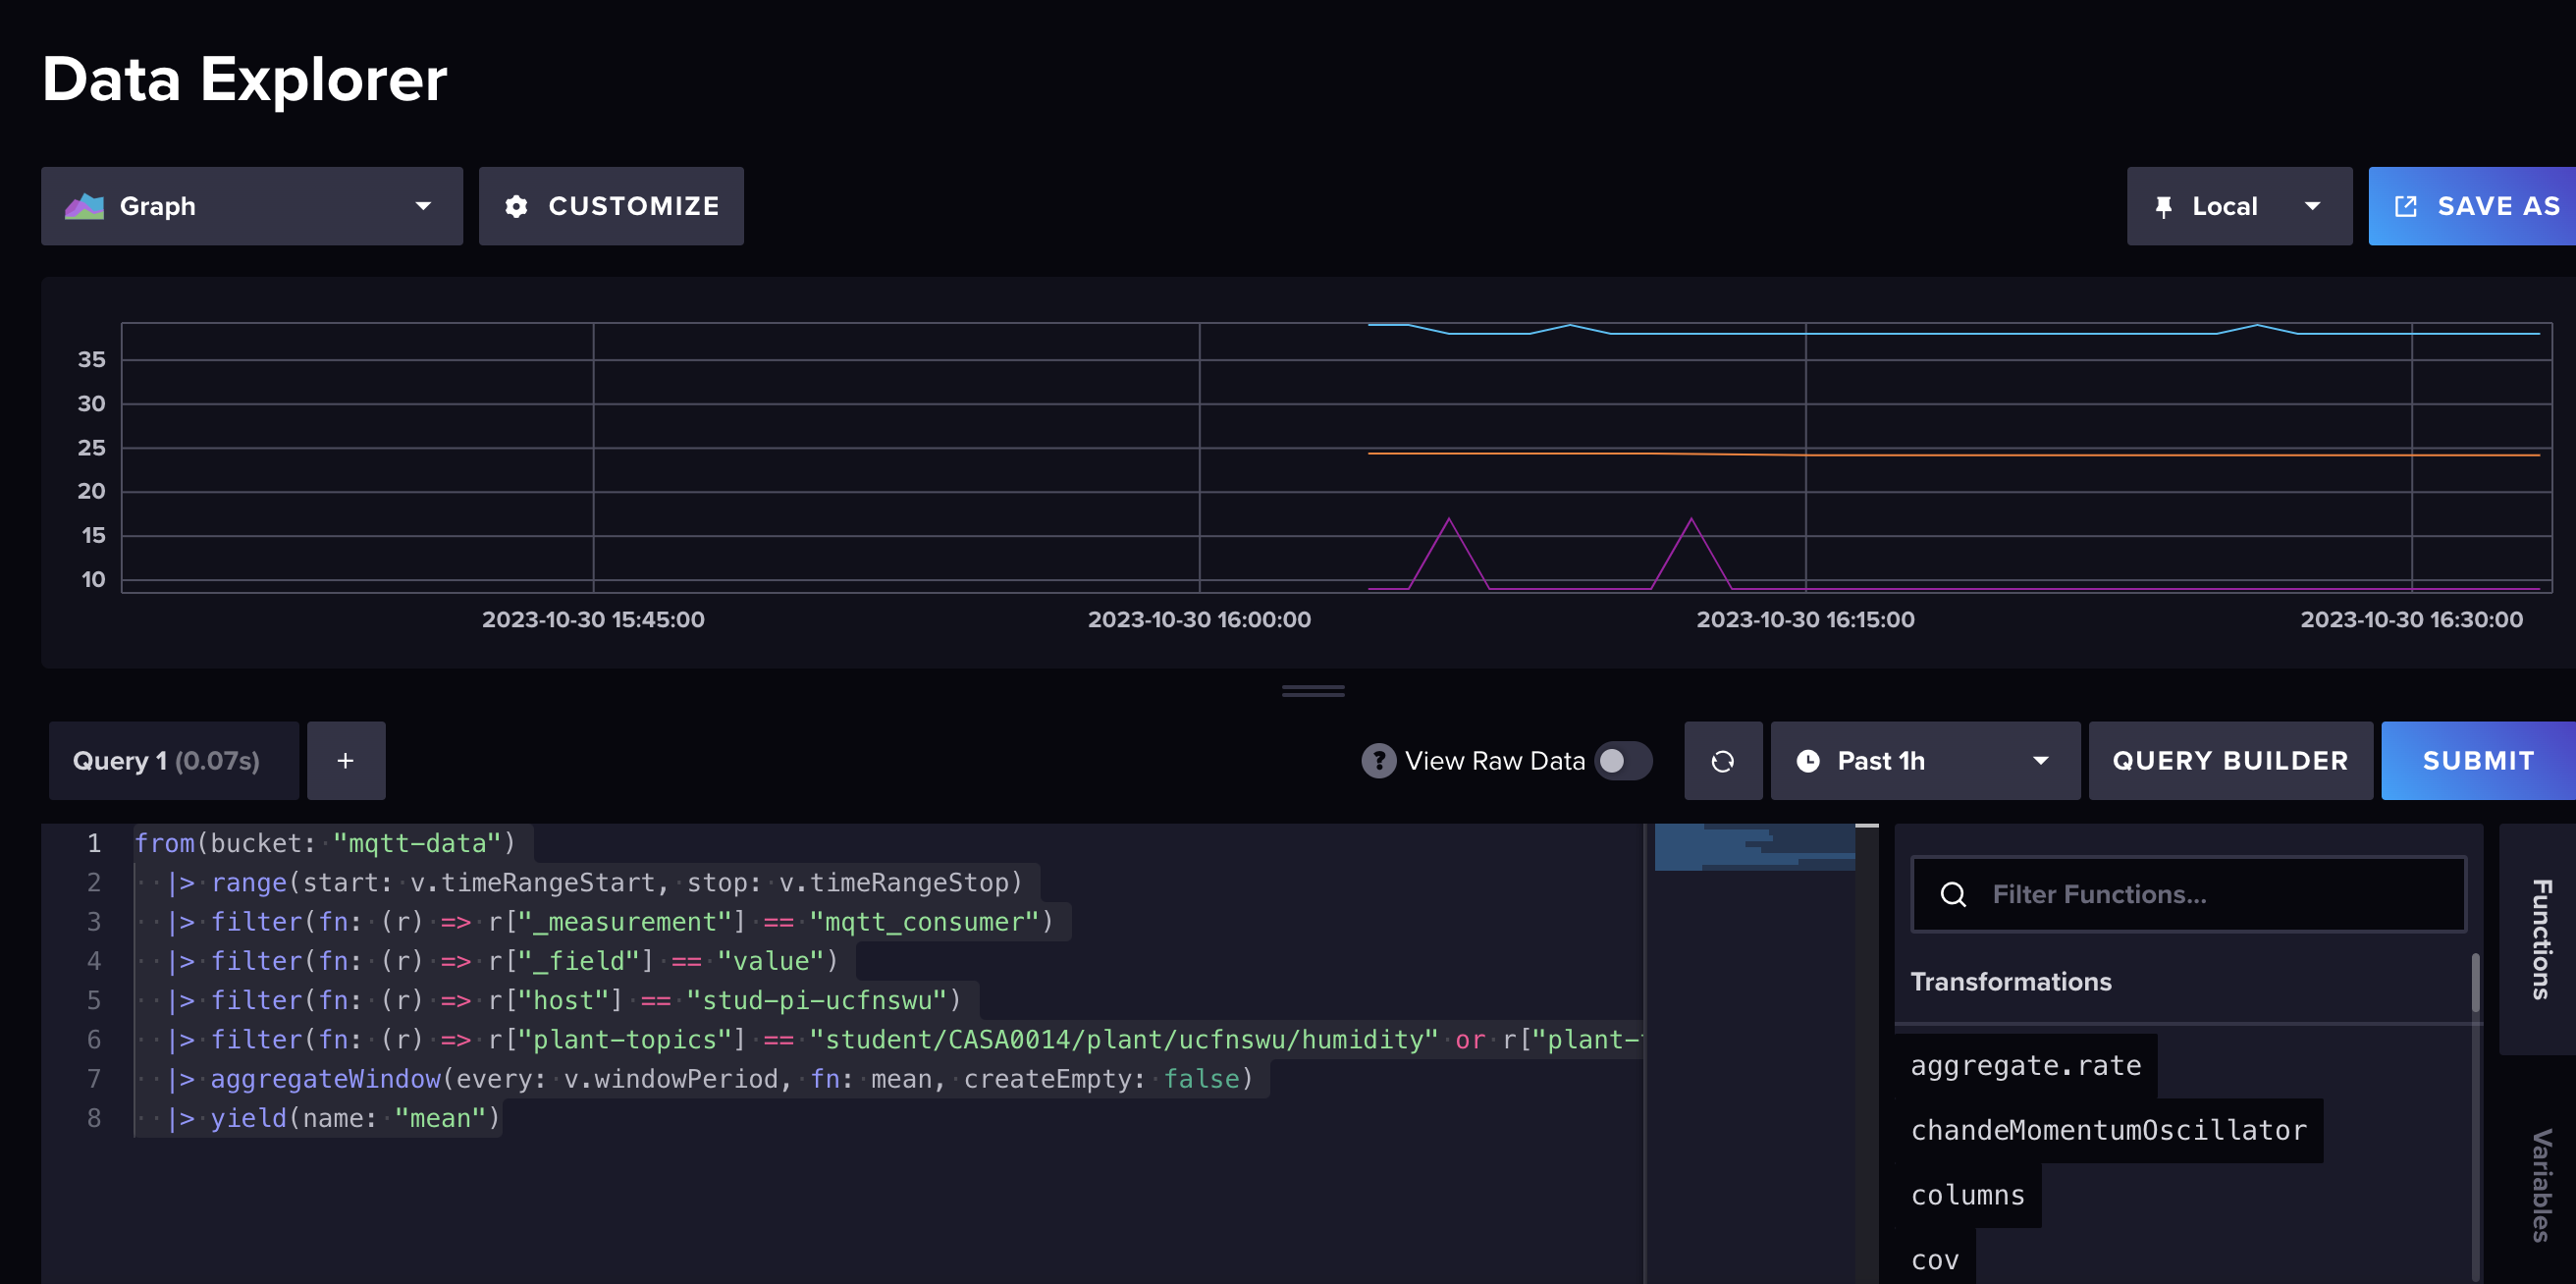 Data Explorer
Graph
CUSTOMIZE
Local
SAVE AS
35
30
25
20
15
10
2023-10-30 15:45:00
2023-10-30 16:00:00
2023-10-30 16:15:00
2023-10-30 16:30:00
Query 1 (0.07s)
+
? View Raw Data
Past 1h
QUERY BUILDER
SUBMIT
1 from(bucket: "mqtt-data")
2 |> range(start: v.timeRangeStart, stop: v.timeRangeStop)
3 |> filter(fn: (r) => r["_measurement"] == "mqtt_consumer")
4 |> filter(fn: (r) => r["_field"] == "value")
5 |> filter(fn: (r) => r["host"] == "stud-pi-ucfnswu")
6 |> filter(fn: (r) => r["plant-topics"] == "student/CASA0014/plant/ucfnswu/humidity" or r["plant-
7 |> aggregateWindow(every: v.windowPeriod, fn: mean, createEmpty: false)
8 |> yield(name: "mean")
Filter Functions...
Transformations
aggregate.rate
chandeMomentumOscillator
columns
cov
Functions
Variables